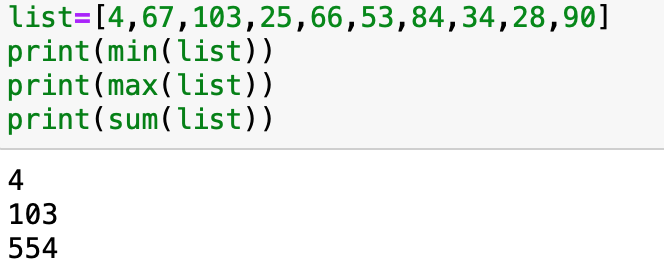 list=[4,67,103,25,66,53,84,34,28,90]
print(min(list))
print(max(list))
print(sum(list))
4
103
554